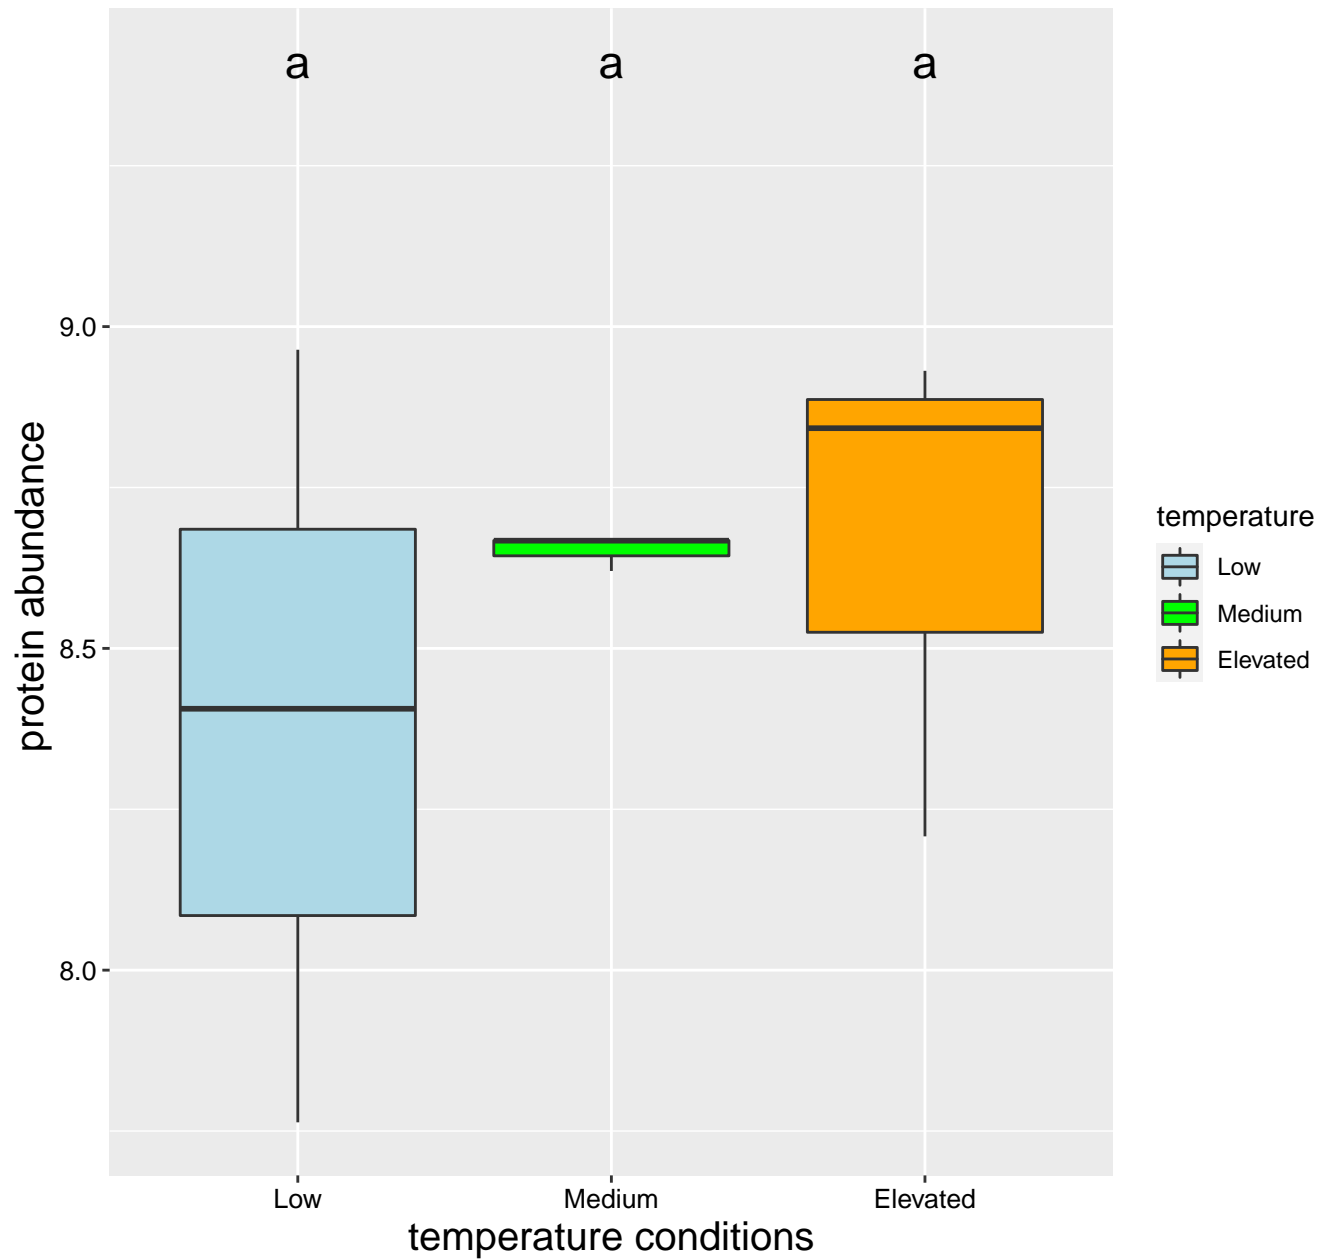 a a a
9.0
8.5
8.0
protein abundance
Low Medium Elevated
temperature conditions
temperature
Low
Medium
Elevated